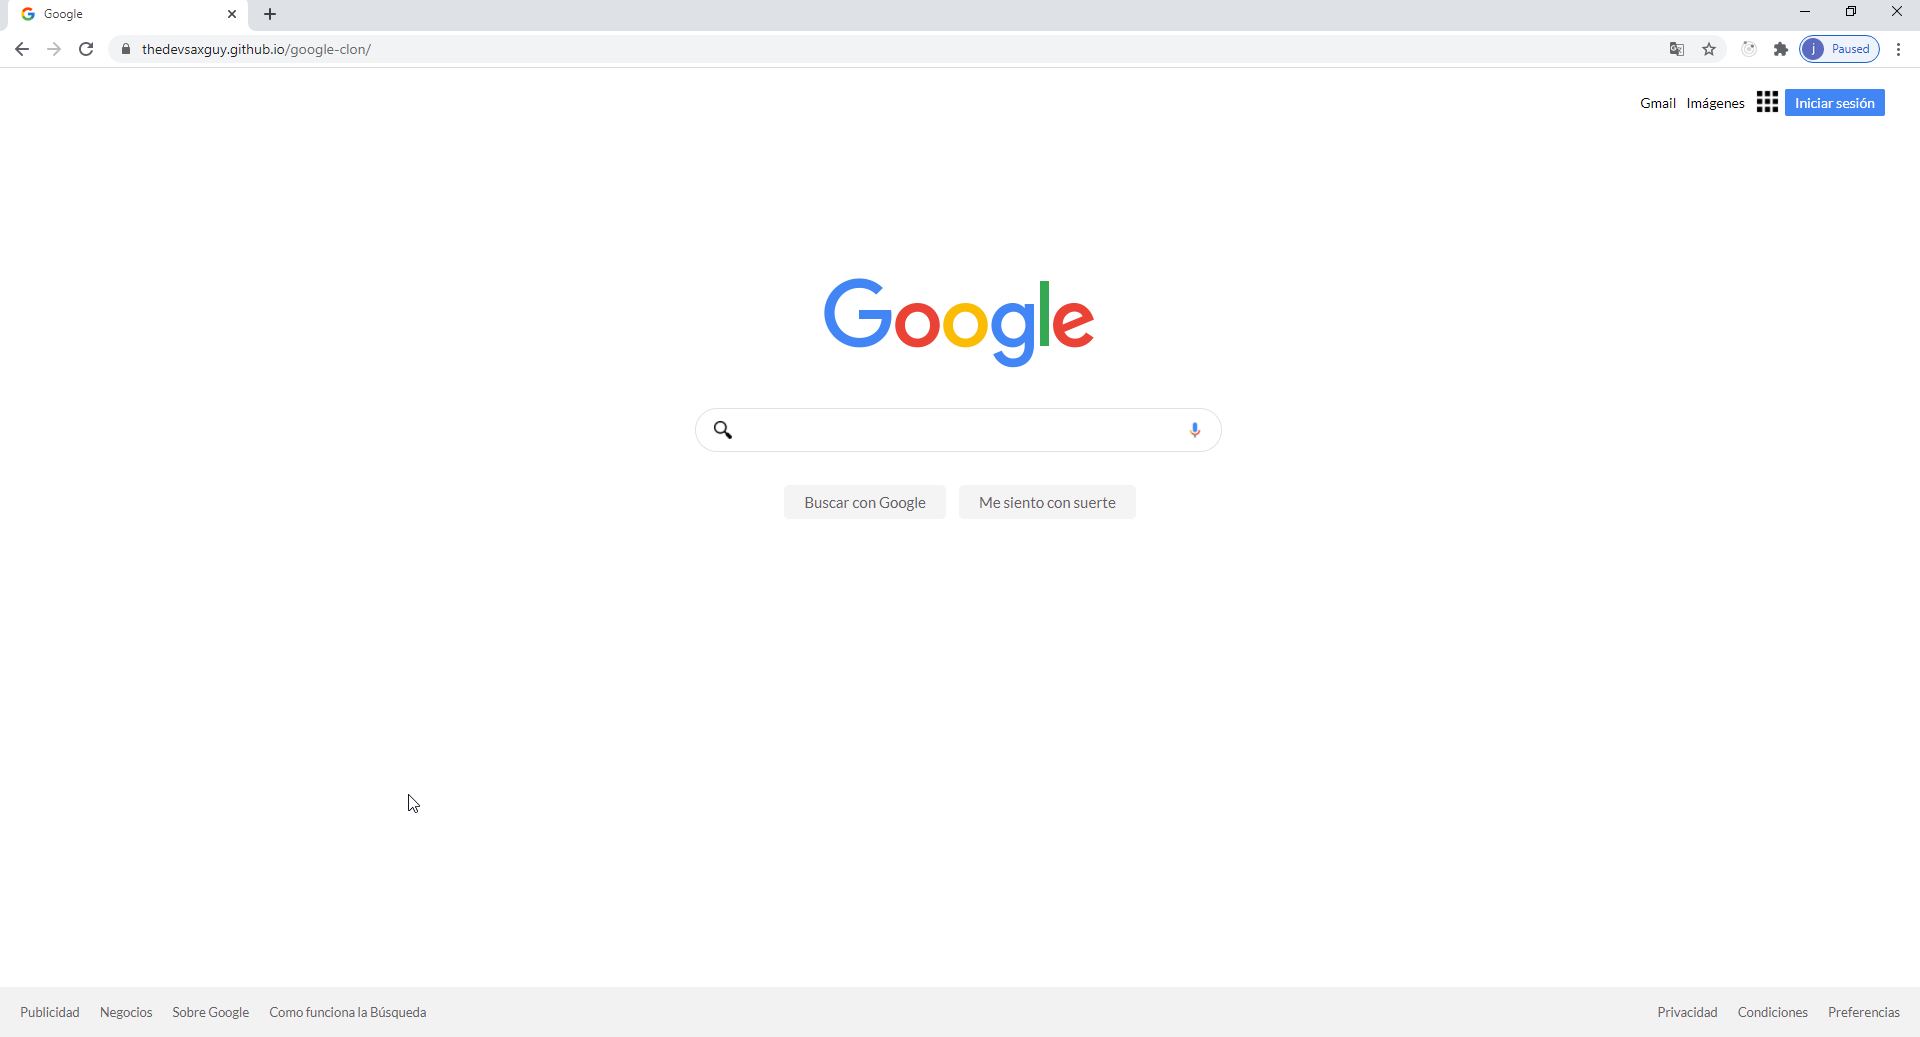 Google
thedevsaxguy.github.io/google-clon/
j Paused
Gmail Imágenes Iniciar sesión
Google
Buscar con Google Me siento con suerte
Publicidad Negocios Sobre Google Como funciona la Búsqueda Privacidad Condiciones Preferencias